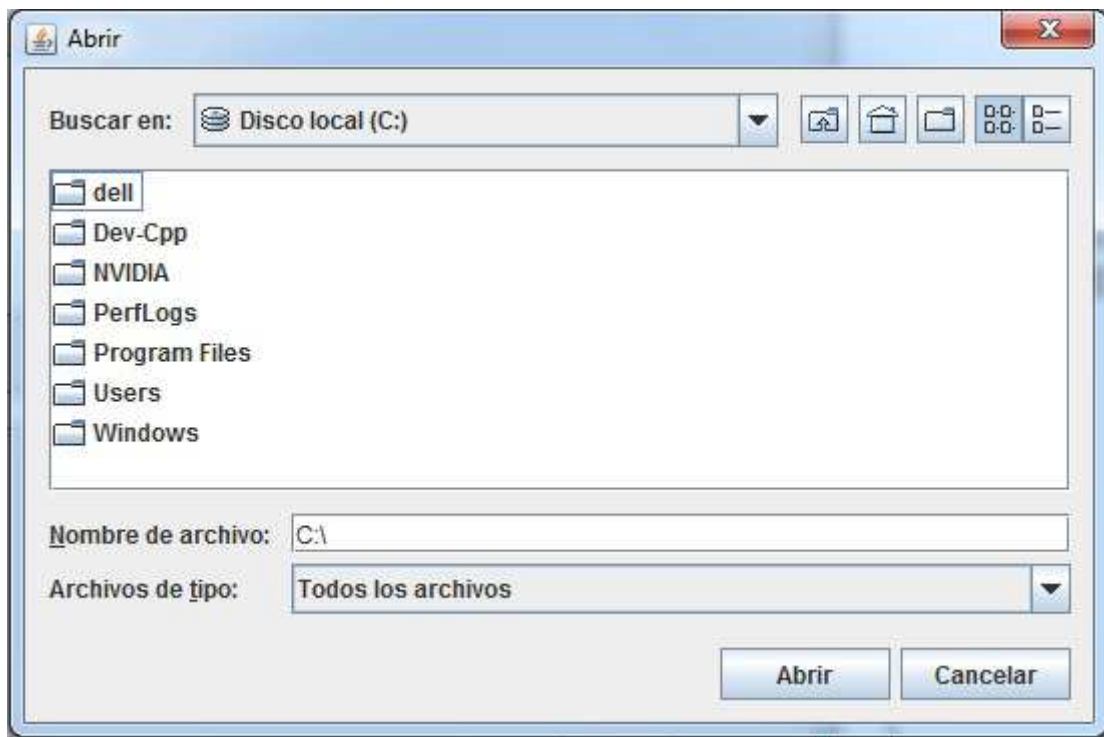 Abrir
Buscar en: Disco local (C:)
dell
Dev-Cpp
NVIDIA
PerfLogs
Program Files
Users
Windows
Nombre de archivo: C:\
Archivos de tipo: Todos los archivos
Abrir Cancelar